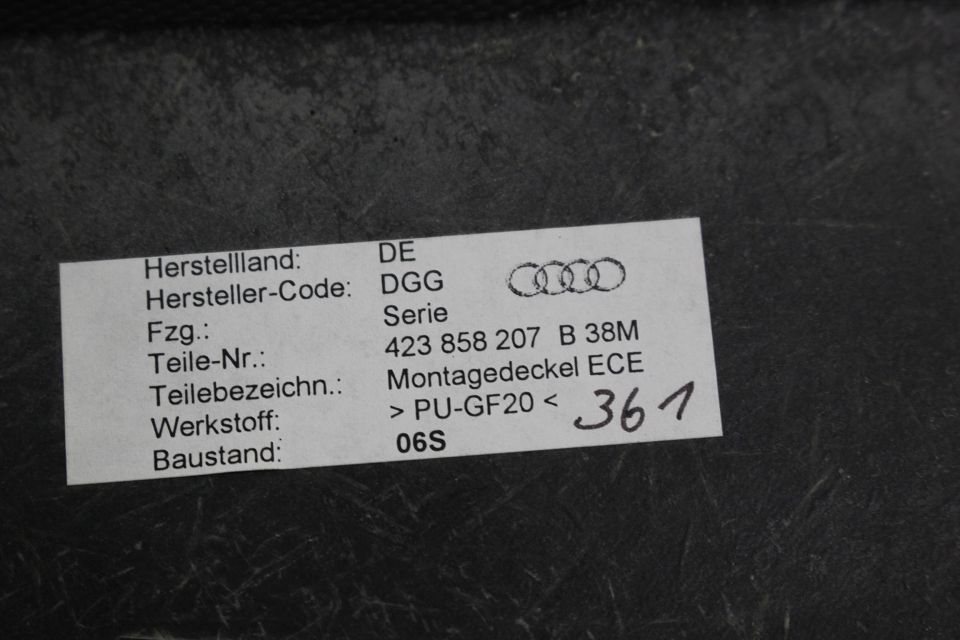 Herstellland: DE
Hersteller-Code: DGG
Fzg.: Serie
Teile-Nr.: 423 858 207 B 38M
Teilebezeichn.: Montagedeckel ECE
Werkstoff: > PU-GF20 <
Baustand: 06S
361